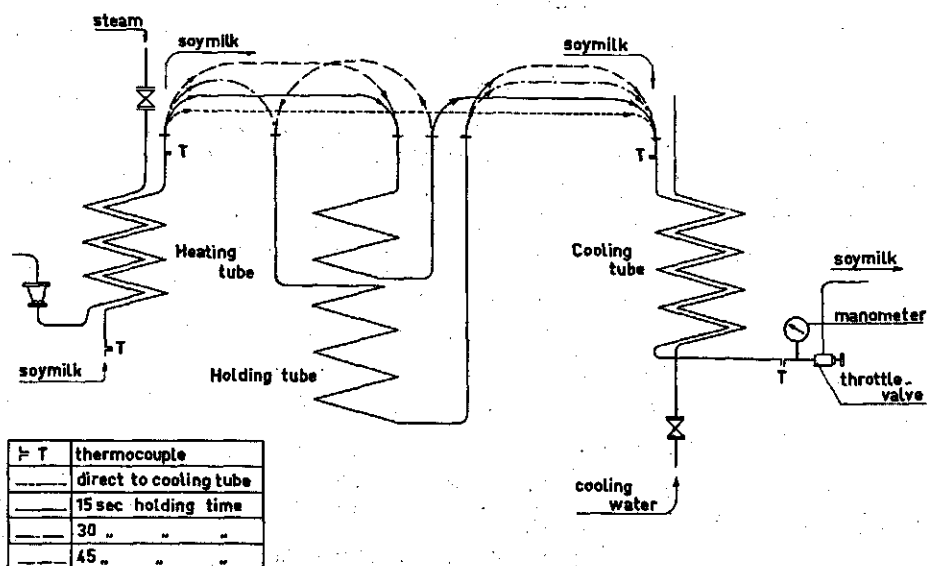 steam
soymilk
soymilk
T
T
Heating
tube
Cooling
tube
soymilk
manometer
T
soymilk
Holding tube
T
throttle-
valve
T thermocouple
direct to cooling tube
15 sec holding time
30 " " "
45 " " "
cooling
water